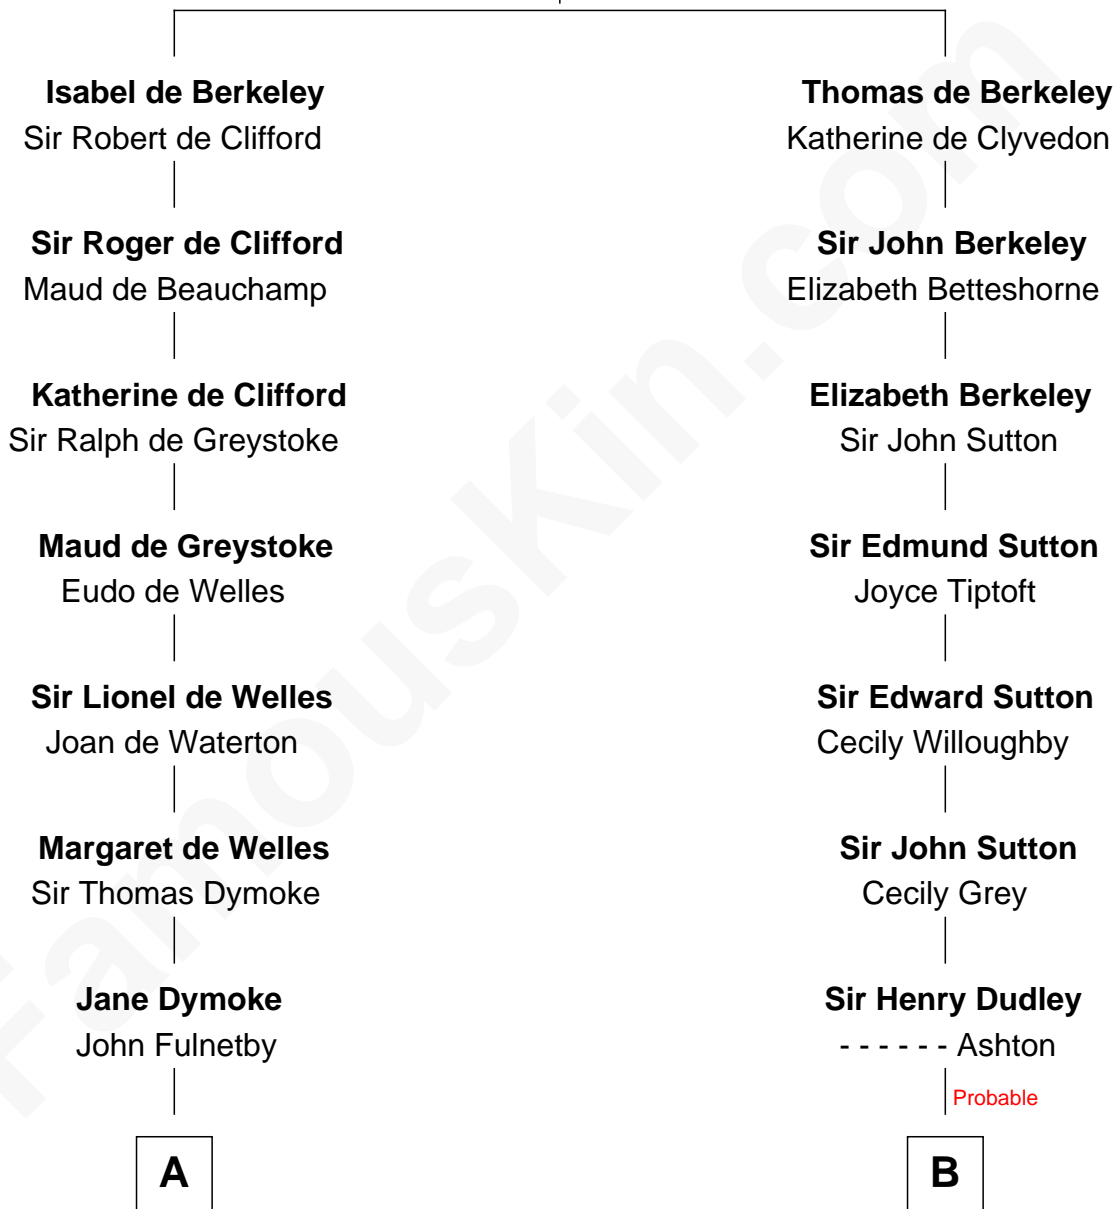 Isabel de Berkeley
Sir Robert de Clifford
Sir Roger de Clifford
Maud de Beauchamp
Katherine de Clifford
Sir Ralph de Greystoke
Maud de Greystoke
Eudo de Welles
Sir Lionel de Welles
Joan de Waterton
Margaret de Welles
Sir Thomas Dymoke
Jane Dymoke
John Fulnetby
A
Thomas de Berkeley
Katherine de Clyvedon
Sir John Berkeley
Elizabeth Betteshorne
Elizabeth Berkeley
Sir John Sutton
Sir Edmund Sutton
Joyce Tiptoft
Sir Edward Sutton
Cecily Willoughby
Sir John Sutton
Cecily Grey
Sir Henry Dudley
- - - - - - Ashton
Probable
B
FamousKin.com